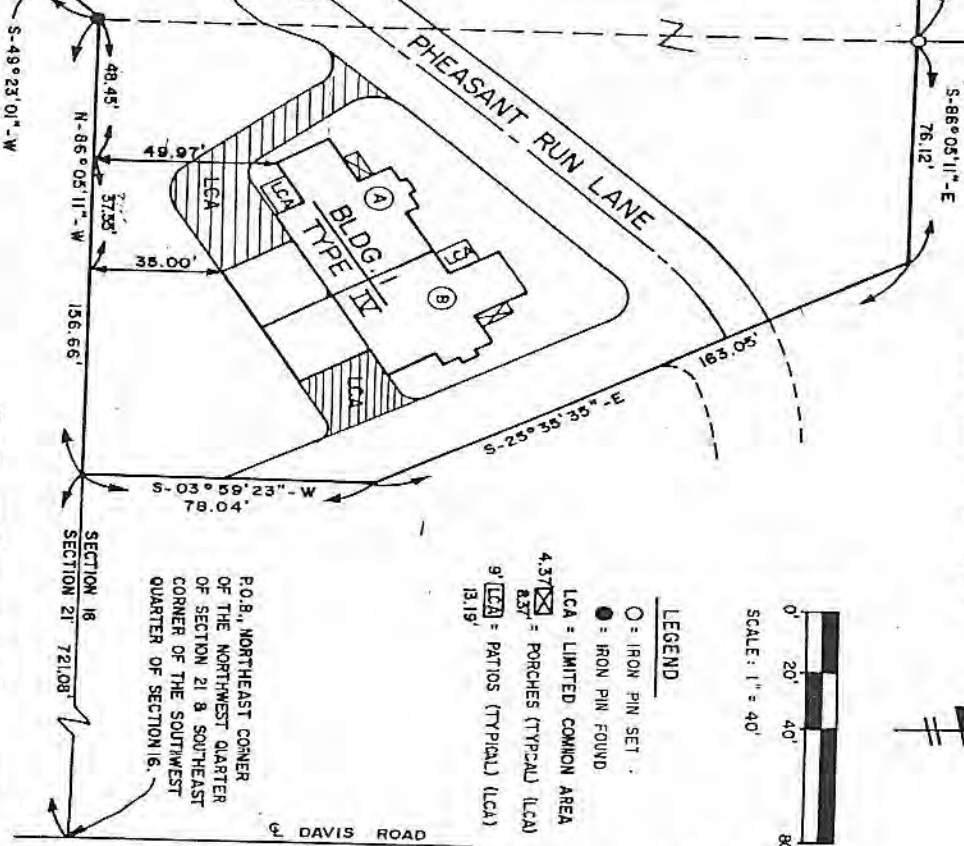 S-49°23'01"-W
48.45'
N-86°05'11"-W
37.55'
156.66'
49.97'
35.00'
LCA
LCA
BLDG. 1
TYPE IV
A
B
LCA
LCA
PHEASANT RUN LANE
S-86°05'11"-E
76.12'
163.05'
S-25°35'35"-E
S-03°59'23"-W
78.04'
SECTION 16
SECTION 21
721.08'
P.O.B., NORTHEAST CORNER
OF THE NORTHWEST QUARTER
OF SECTION 21 & SOUTHEAST
CORNER OF THE SOUTHWEST
QUARTER OF SECTION 16.
℄ DAVIS ROAD
LEGEND
○ = IRON PIN SET .
● = IRON PIN FOUND
LCA = LIMITED COMMON AREA
4.37 = PORCHES (TYPICAL) (LCA)
8.37'
9' LCA = PATIOS (TYPICAL) (LCA)
13.19'
SCALE: 1" = 40'
0' 20' 40' 80